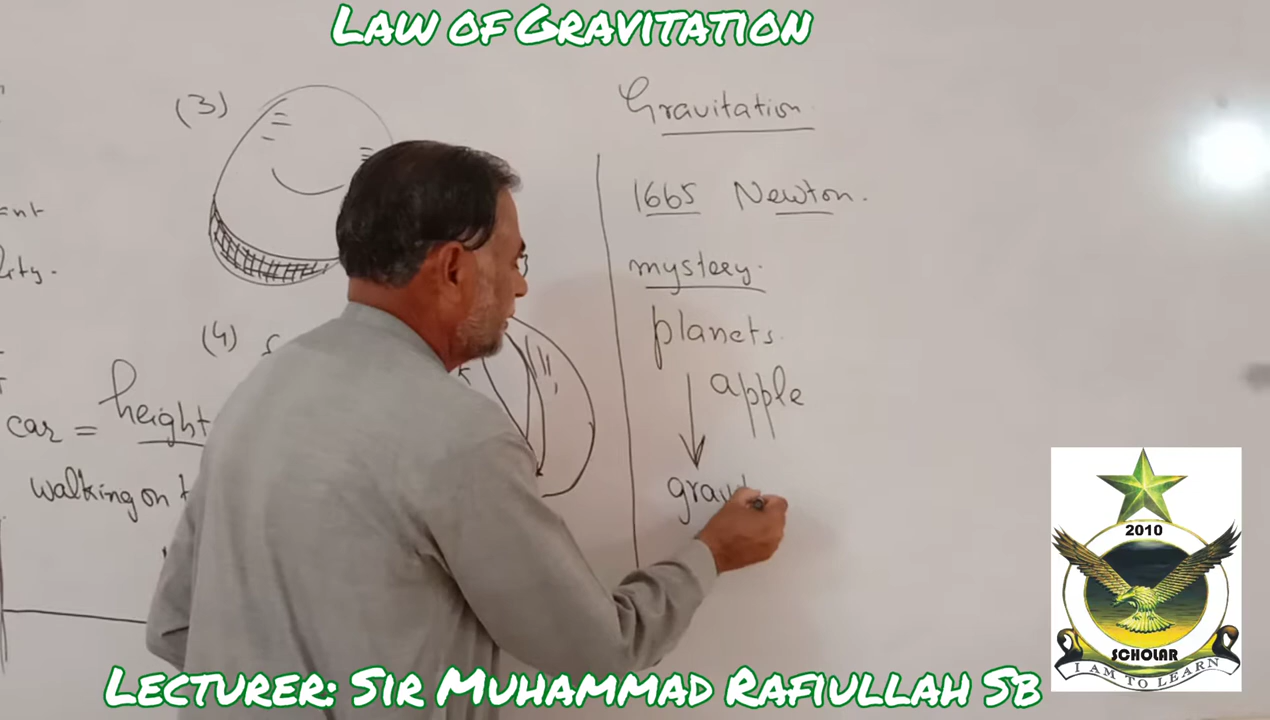 LAW OF GRAVITATION
(3)
(4)
car = height
walking on
Gravitation.
1665 Newton.
mystery.
planets.
apple
2010
SCHOLAR
I AM TO LEARN
LECTURER: SIR MUHAMMAD RAFIULLAH SB